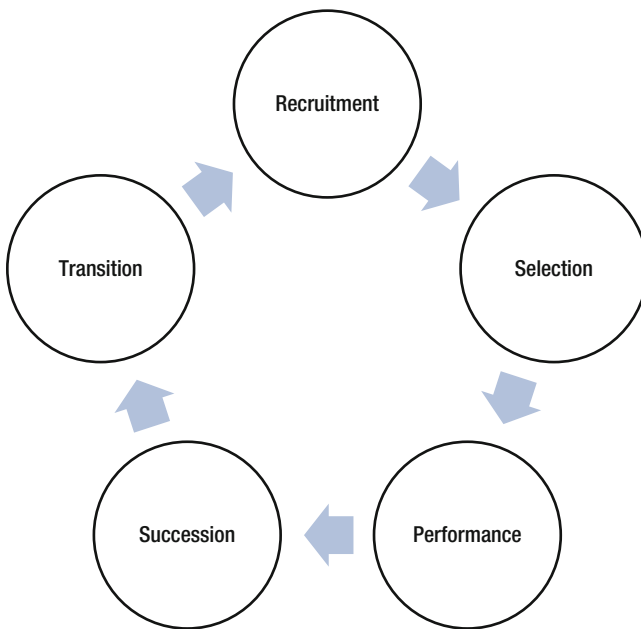 Recruitment
Selection
Performance
Succession
Transition